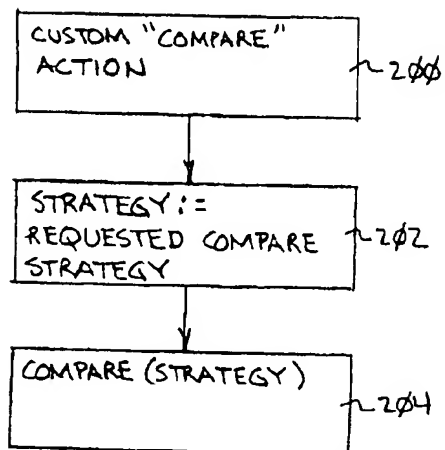 CUSTOM "COMPARE"
ACTION
200
STRATEGY :=
REQUESTED COMPARE
STRATEGY
202
COMPARE (STRATEGY)
204